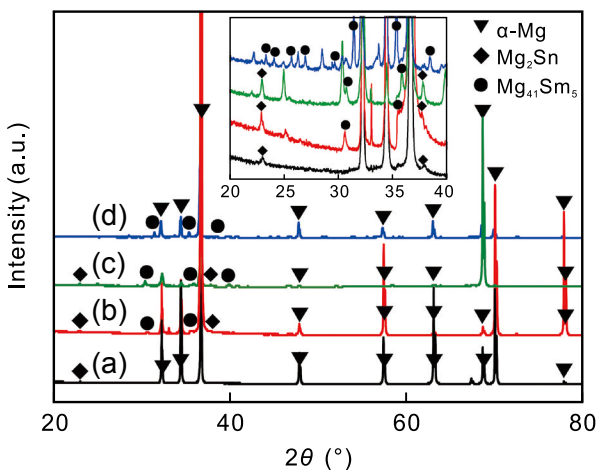 α-Mg
Mg₂Sn
Mg₄₁Sm₅
20 25 30 35 40
(d)
(c)
(b)
(a)
Intensity (a.u.)
20 40 60 80
2θ (°)